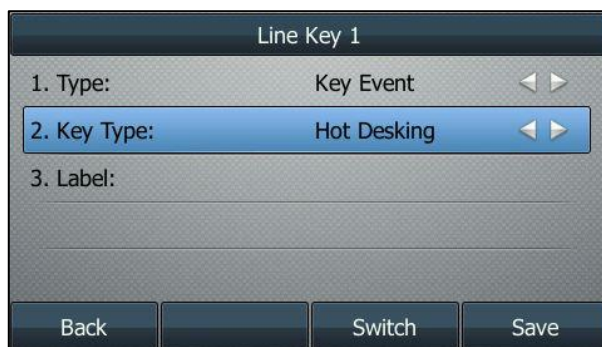 Line Key 1
1. Type: Key Event
2. Key Type: Hot Desking
3. Label:
Back Switch Save